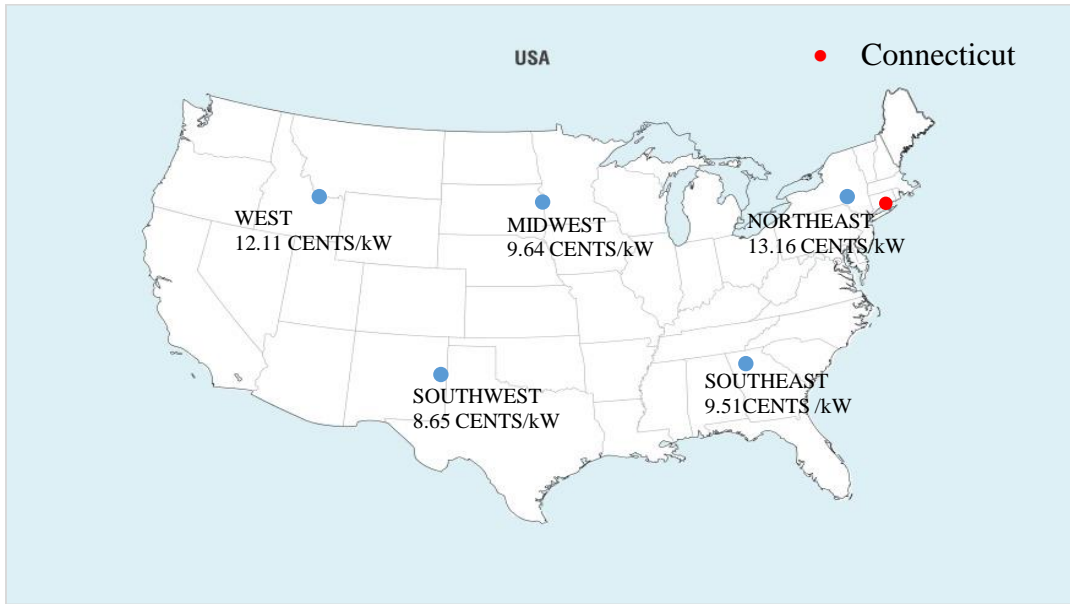 USA
Connecticut
WEST
12.11 CENTS/kW
MIDWEST
9.64 CENTS/kW
NORTHEAST
13.16 CENTS/kW
SOUTHWEST
8.65 CENTS/kW
SOUTHEAST
9.51CENTS /kW